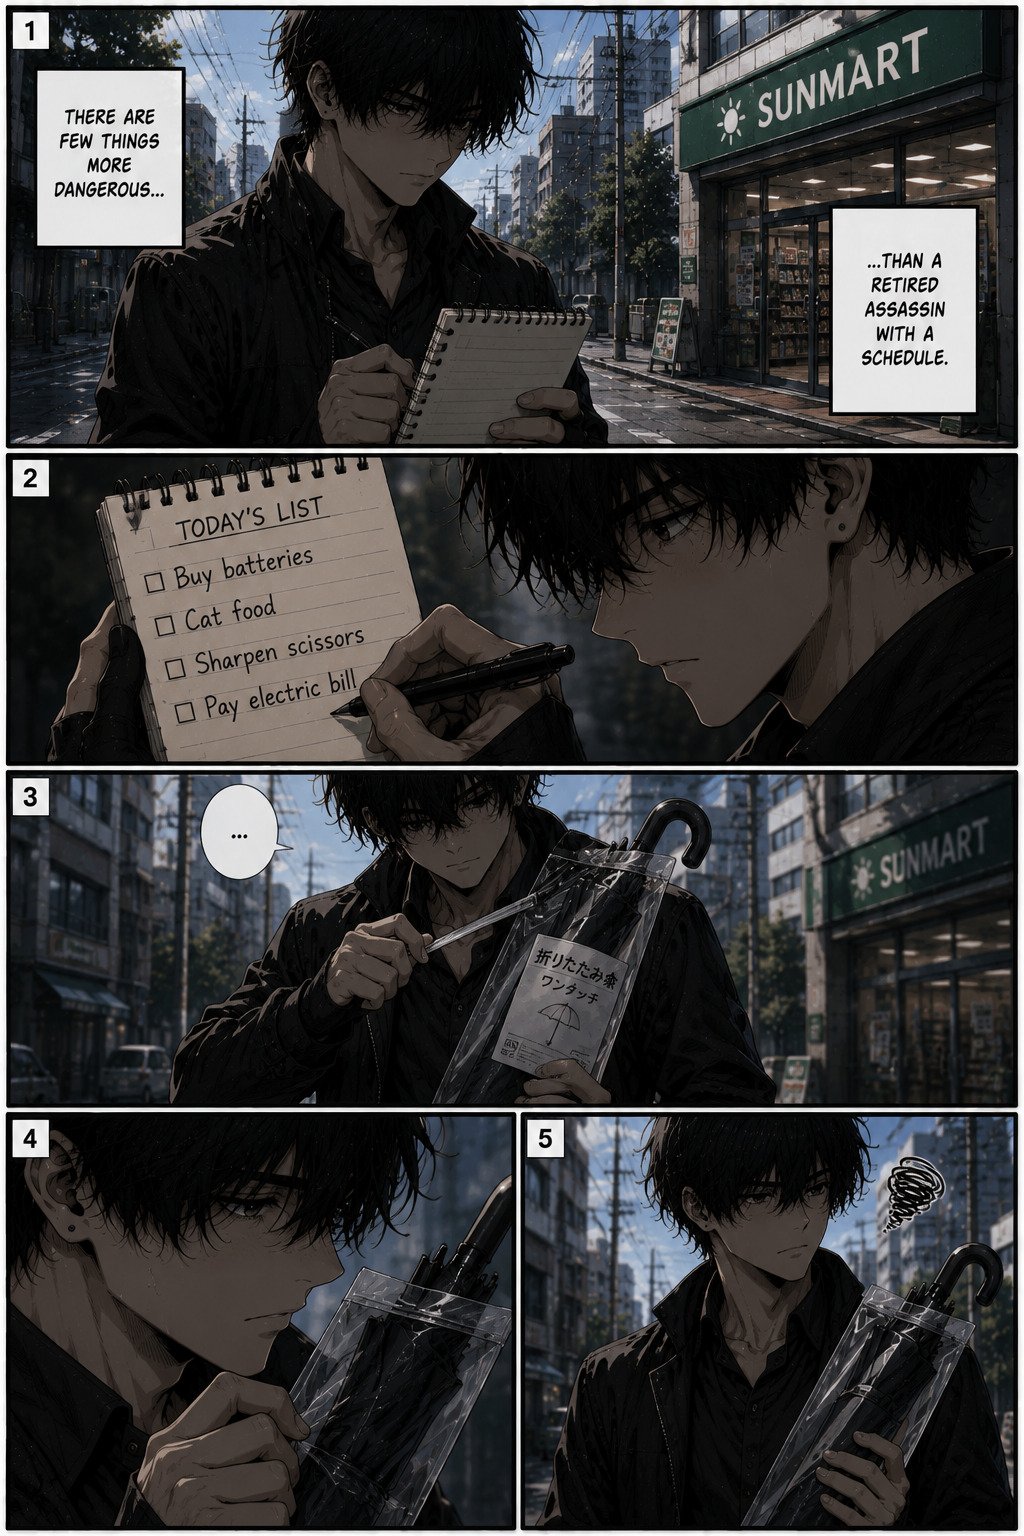 1
THERE ARE
FEW THINGS
MORE
DANGEROUS...
SUNMART
...THAN A
RETIRED
ASSASSIN
WITH A
SCHEDULE.
2
TODAY'S LIST
Buy batteries
Cat food
Sharpen scissors
Pay electric bill
3
...
SUNMART
折りたたみ傘
ワンタッチ
4
5